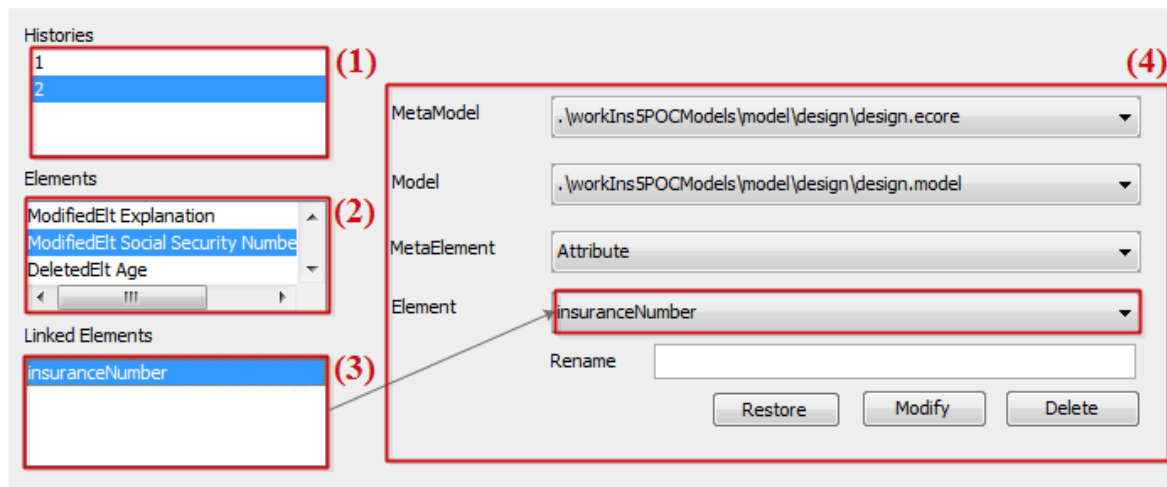 Histories
1
2
(1)
Elements
ModifiedElt Explanation
ModifiedElt Social Security Numbe
DeletedElt Age
(2)
Linked Elements
insuranceNumber
(3)
(4)
MetaModel
.\workIns5POCModels\model\design\design.ecore
Model
.\workIns5POCModels\model\design\design.model
MetaElement
Attribute
Element
insuranceNumber
Rename
Restore
Modify
Delete